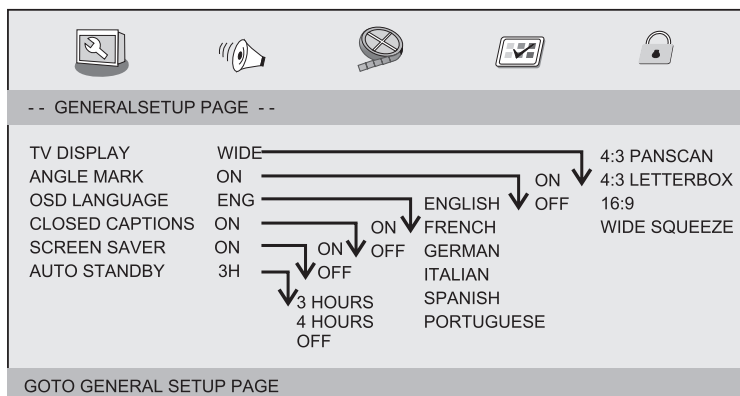 -- GENERALSETUP PAGE --
TV DISPLAY WIDE
ANGLE MARK ON
OSD LANGUAGE ENG
CLOSED CAPTIONS ON
SCREEN SAVER ON
AUTO STANDBY 3H
3 HOURS
4 HOURS
OFF
ON
OFF
ON
OFF
ENGLISH
FRENCH
GERMAN
ITALIAN
SPANISH
PORTUGUESE
ON
OFF
4:3 PANSCAN
4:3 LETTERBOX
16:9
WIDE SQUEEZE
GOTO GENERAL SETUP PAGE